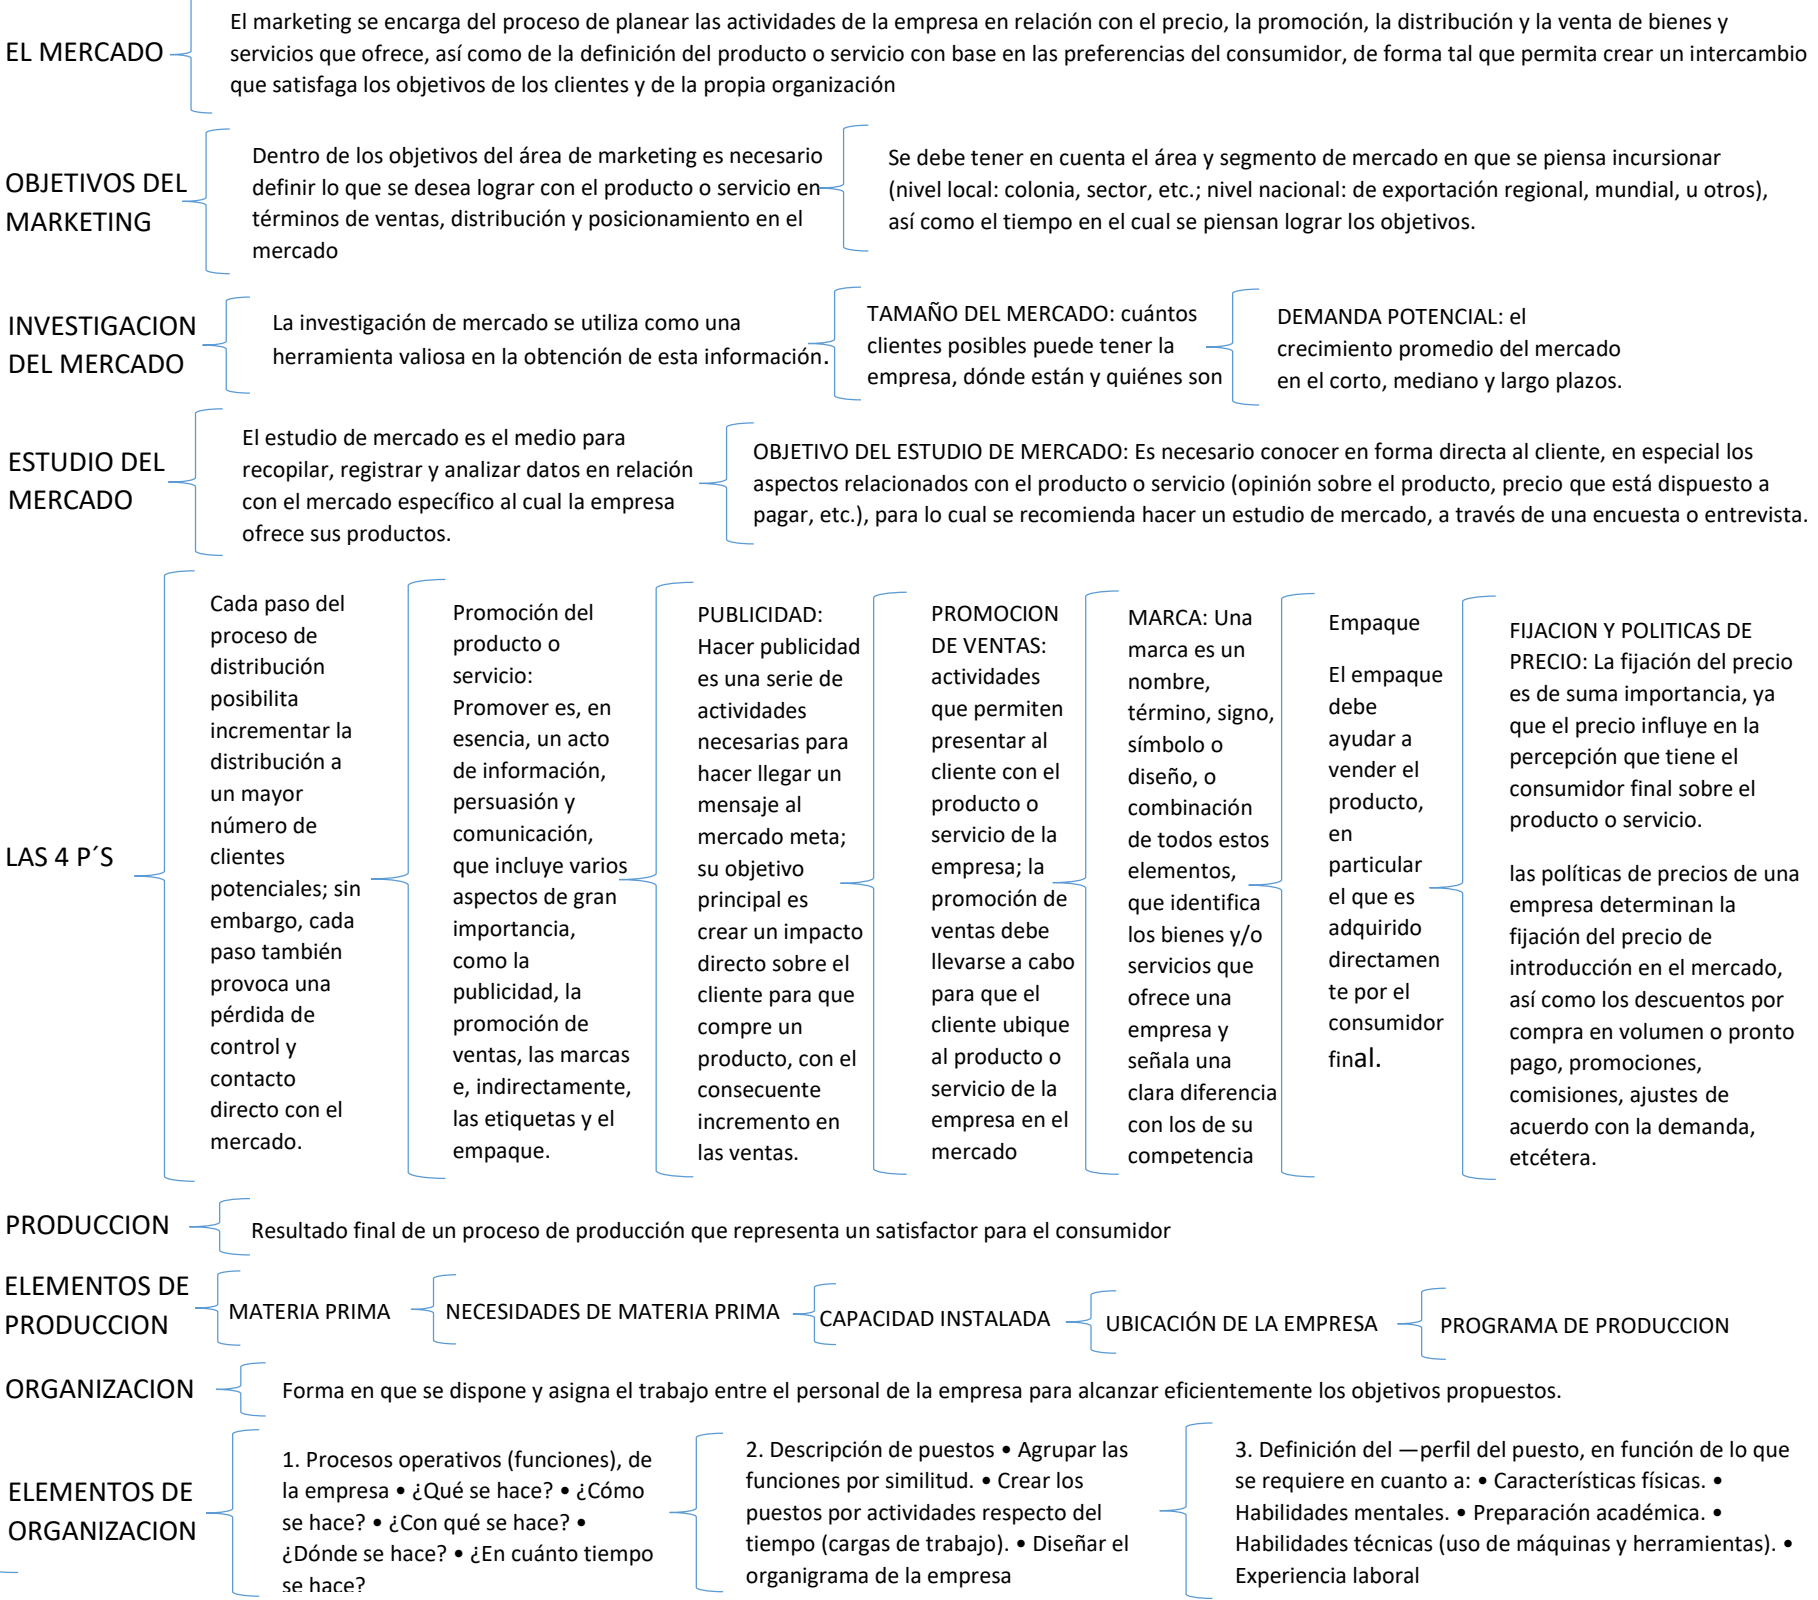 EL MERCADO
El marketing se encarga del proceso de planear las actividades de la empresa en relación con el precio, la promoción, la distribución y la venta de bienes y
servicios que ofrece, así como de la definición del producto o servicio con base en las preferencias del consumidor, de forma tal que permita crear un intercambio
que satisfaga los objetivos de los clientes y de la propia organización
OBJETIVOS DEL
MARKETING
Dentro de los objetivos del área de marketing es necesario
definir lo que se desea lograr con el producto o servicio en
términos de ventas, distribución y posicionamiento en el
mercado
Se debe tener en cuenta el área y segmento de mercado en que se piensa incursionar
(nivel local: colonia, sector, etc.; nivel nacional: de exportación regional, mundial, u otros),
así como el tiempo en el cual se piensan lograr los objetivos.
INVESTIGACION
DEL MERCADO
La investigación de mercado se utiliza como una
herramienta valiosa en la obtención de esta información.
TAMAÑO DEL MERCADO: cuántos
clientes posibles puede tener la
empresa, dónde están y quiénes son
DEMANDA POTENCIAL: el
crecimiento promedio del mercado
en el corto, mediano y largo plazos.
ESTUDIO DEL
MERCADO
El estudio de mercado es el medio para
recopilar, registrar y analizar datos en relación
con el mercado específico al cual la empresa
ofrece sus productos.
OBJETIVO DEL ESTUDIO DE MERCADO: Es necesario conocer en forma directa al cliente, en especial los
aspectos relacionados con el producto o servicio (opinión sobre el producto, precio que está dispuesto a
pagar, etc.), para lo cual se recomienda hacer un estudio de mercado, a través de una encuesta o entrevista.
LAS 4 P´S
Cada paso del
proceso de
distribución
posibilita
incrementar la
distribución a
un mayor
número de
clientes
potenciales; sin
embargo, cada
paso también
provoca una
pérdida de
control y
contacto
directo con el
mercado.
Promoción del
producto o
servicio:
Promover es, en
esencia, un acto
de información,
persuasión y
comunicación,
que incluye varios
aspectos de gran
importancia,
como la
publicidad, la
promoción de
ventas, las marcas
e, indirectamente,
las etiquetas y el
empaque.
PUBLICIDAD:
Hacer publicidad
es una serie de
actividades
necesarias para
hacer llegar un
mensaje al
mercado meta;
su objetivo
principal es
crear un impacto
directo sobre el
cliente para que
compre un
producto, con el
consecuente
incremento en
las ventas.
PROMOCION
DE VENTAS:
actividades
que permiten
presentar al
cliente con el
producto o
servicio de la
empresa; la
promoción de
ventas debe
llevarse a cabo
para que el
cliente ubique
al producto o
servicio de la
empresa en el
mercado
MARCA: Una
marca es un
nombre,
término, signo,
símbolo o
diseño, o
combinación
de todos estos
elementos,
que identifica
los bienes y/o
servicios que
ofrece una
empresa y
señala una
clara diferencia
con los de su
competencia
Empaque
El empaque
debe
ayudar a
vender el
producto,
en
particular
el que es
adquirido
directamen
te por el
consumidor
final.
FIJACION Y POLITICAS DE
PRECIO: La fijación del precio
es de suma importancia, ya
que el precio influye en la
percepción que tiene el
consumidor final sobre el
producto o servicio.
las políticas de precios de una
empresa determinan la
fijación del precio de
introducción en el mercado,
así como los descuentos por
compra en volumen o pronto
pago, promociones,
comisiones, ajustes de
acuerdo con la demanda,
etcétera.
PRODUCCION
Resultado final de un proceso de producción que representa un satisfactor para el consumidor
ELEMENTOS DE
PRODUCCION
MATERIA PRIMA
NECESIDADES DE MATERIA PRIMA
CAPACIDAD INSTALADA
UBICACIÓN DE LA EMPRESA
PROGRAMA DE PRODUCCION
ORGANIZACION
Forma en que se dispone y asigna el trabajo entre el personal de la empresa para alcanzar eficientemente los objetivos propuestos.
ELEMENTOS DE
ORGANIZACION
1. Procesos operativos (funciones), de
la empresa • ¿Qué se hace? • ¿Cómo
se hace? • ¿Con qué se hace? •
¿Dónde se hace? • ¿En cuánto tiempo
se hace?
2. Descripción de puestos • Agrupar las
funciones por similitud. • Crear los
puestos por actividades respecto del
tiempo (cargas de trabajo). • Diseñar el
organigrama de la empresa
3. Definición del ―perfil del puesto, en función de lo que
se requiere en cuanto a: • Características físicas. •
Habilidades mentales. • Preparación académica. •
Habilidades técnicas (uso de máquinas y herramientas). •
Experiencia laboral